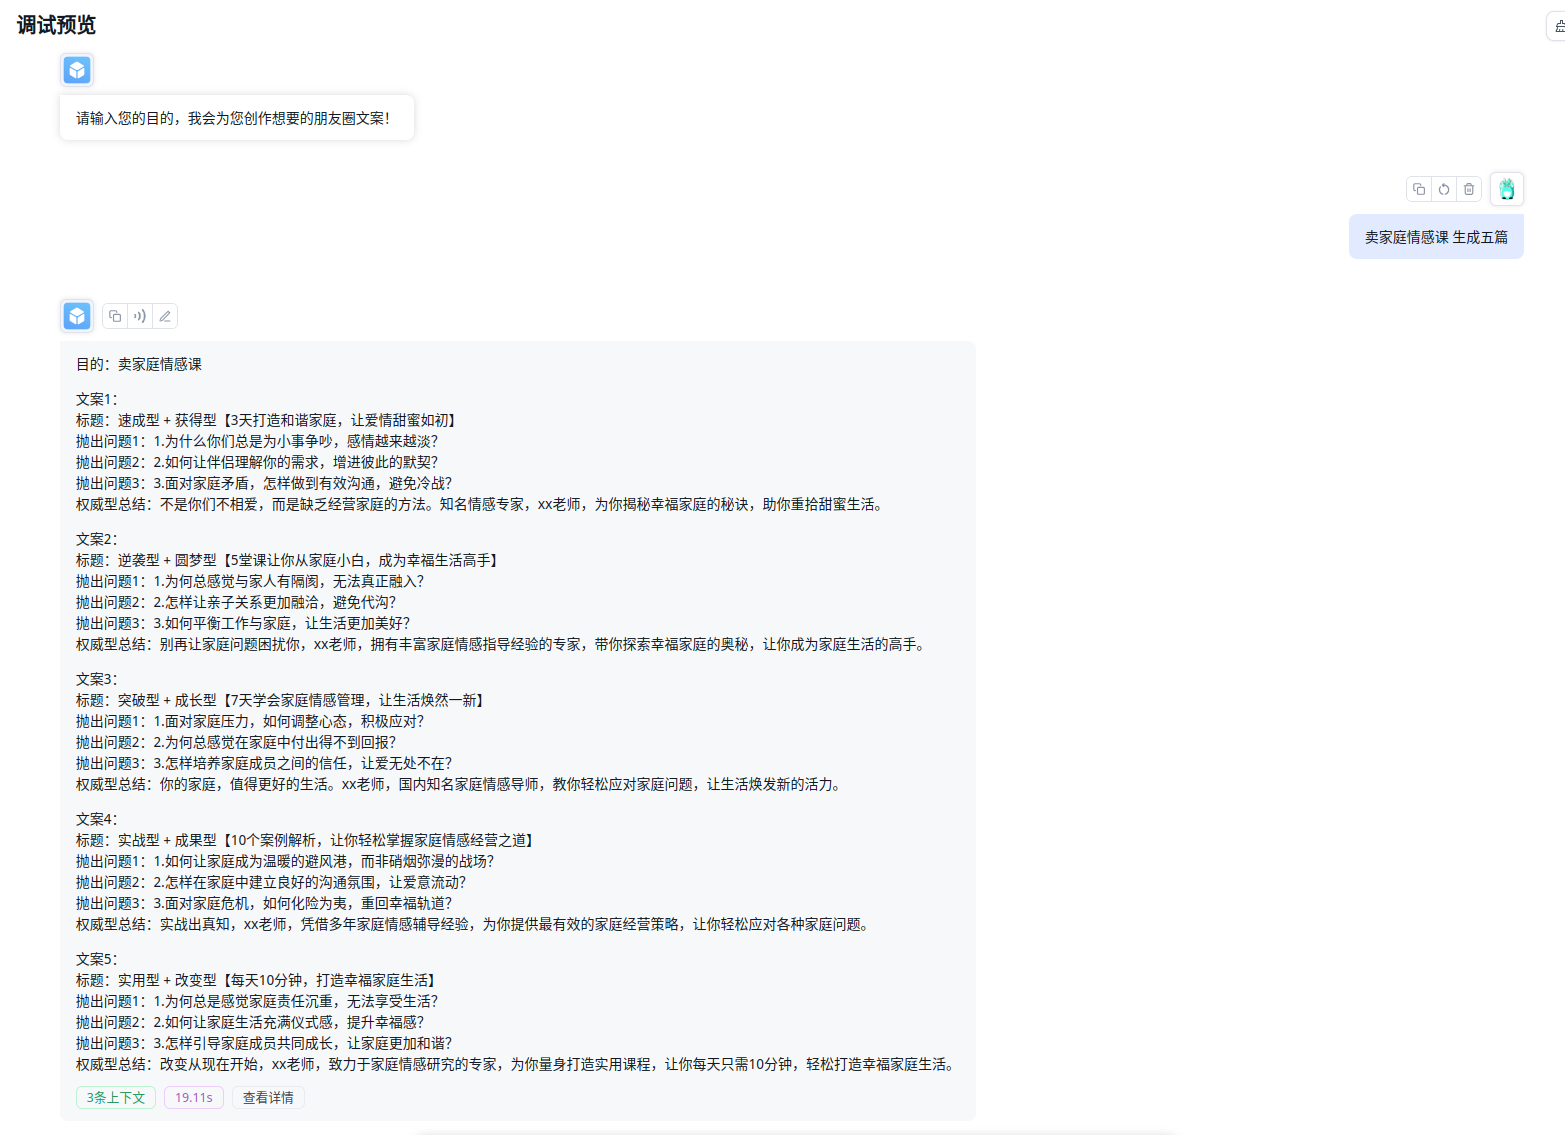 调试预览
请输入您的目的，我会为您创作想要的朋友圈文案！
卖家庭情感课 生成五篇
目的：卖家庭情感课
文案1：
标题：速成型 + 获得型【3天打造和谐家庭，让爱情甜蜜如初】
抛出问题1：1.为什么你们总是为小事争吵，感情越来越淡？
抛出问题2：2.如何让伴侣理解你的需求，增进彼此的默契？
抛出问题3：3.面对家庭矛盾，怎样做到有效沟通，避免冷战？
权威型总结：不是你们不相爱，而是缺乏经营家庭的方法。知名情感专家，xx老师，为你揭秘幸福家庭的秘诀，助你重拾甜蜜生活。
文案2：
标题：逆袭型 + 圆梦型【5堂课让你从家庭小白，成为幸福生活高手】
抛出问题1：1.为何总感觉与家人有隔阂，无法真正融入？
抛出问题2：2.怎样让亲子关系更加融洽，避免代沟？
抛出问题3：3.如何平衡工作与家庭，让生活更加美好？
权威型总结：别再让家庭问题困扰你，xx老师，拥有丰富家庭情感指导经验的专家，带你探索幸福家庭的奥秘，让你成为家庭生活的高手。
文案3：
标题：突破型 + 成长型【7天学会家庭情感管理，让生活焕然一新】
抛出问题1：1.面对家庭压力，如何调整心态，积极应对？
抛出问题2：2.为何总感觉在家庭中付出得不到回报？
抛出问题3：3.怎样培养家庭成员之间的信任，让爱无处不在？
权威型总结：你的家庭，值得更好的生活。xx老师，国内知名家庭情感导师，教你轻松应对家庭问题，让生活焕发新的活力。
文案4：
标题：实战型 + 成果型【10个案例解析，让你轻松掌握家庭情感经营之道】
抛出问题1：1.如何让家庭成为温暖的避风港，而非硝烟弥漫的战场？
抛出问题2：2.怎样在家庭中建立良好的沟通氛围，让爱意流动？
抛出问题3：3.面对家庭危机，如何化险为夷，重回幸福轨道？
权威型总结：实战出真知，xx老师，凭借多年家庭情感辅导经验，为你提供最有效的家庭经营策略，让你轻松应对各种家庭问题。
文案5：
标题：实用型 + 改变型【每天10分钟，打造幸福家庭生活】
抛出问题1：1.为何总是感觉家庭责任沉重，无法享受生活？
抛出问题2：2.如何让家庭生活充满仪式感，提升幸福感？
抛出问题3：3.怎样引导家庭成员共同成长，让家庭更加和谐？
权威型总结：改变从现在开始，xx老师，致力于家庭情感研究的专家，为你量身打造实用课程，让你每天只需10分钟，轻松打造幸福家庭生活。
3条上下文 19.11s 查看详情